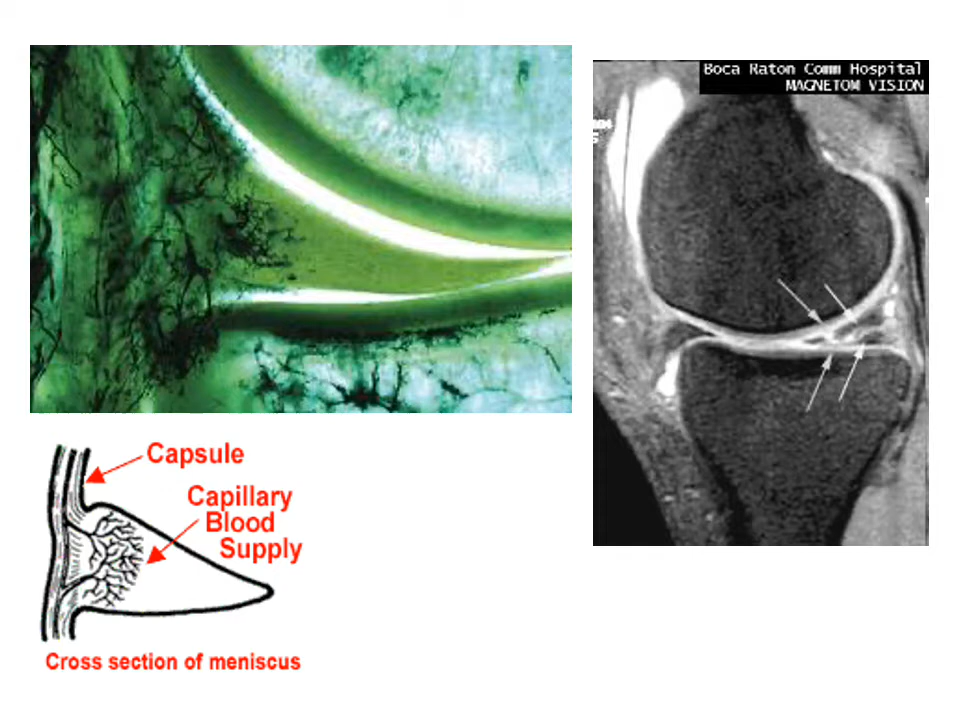 Boca Raton Comm Hospital
MAGNETOM VISION
Capsule
Capillary
Blood
Supply
Cross section of meniscus